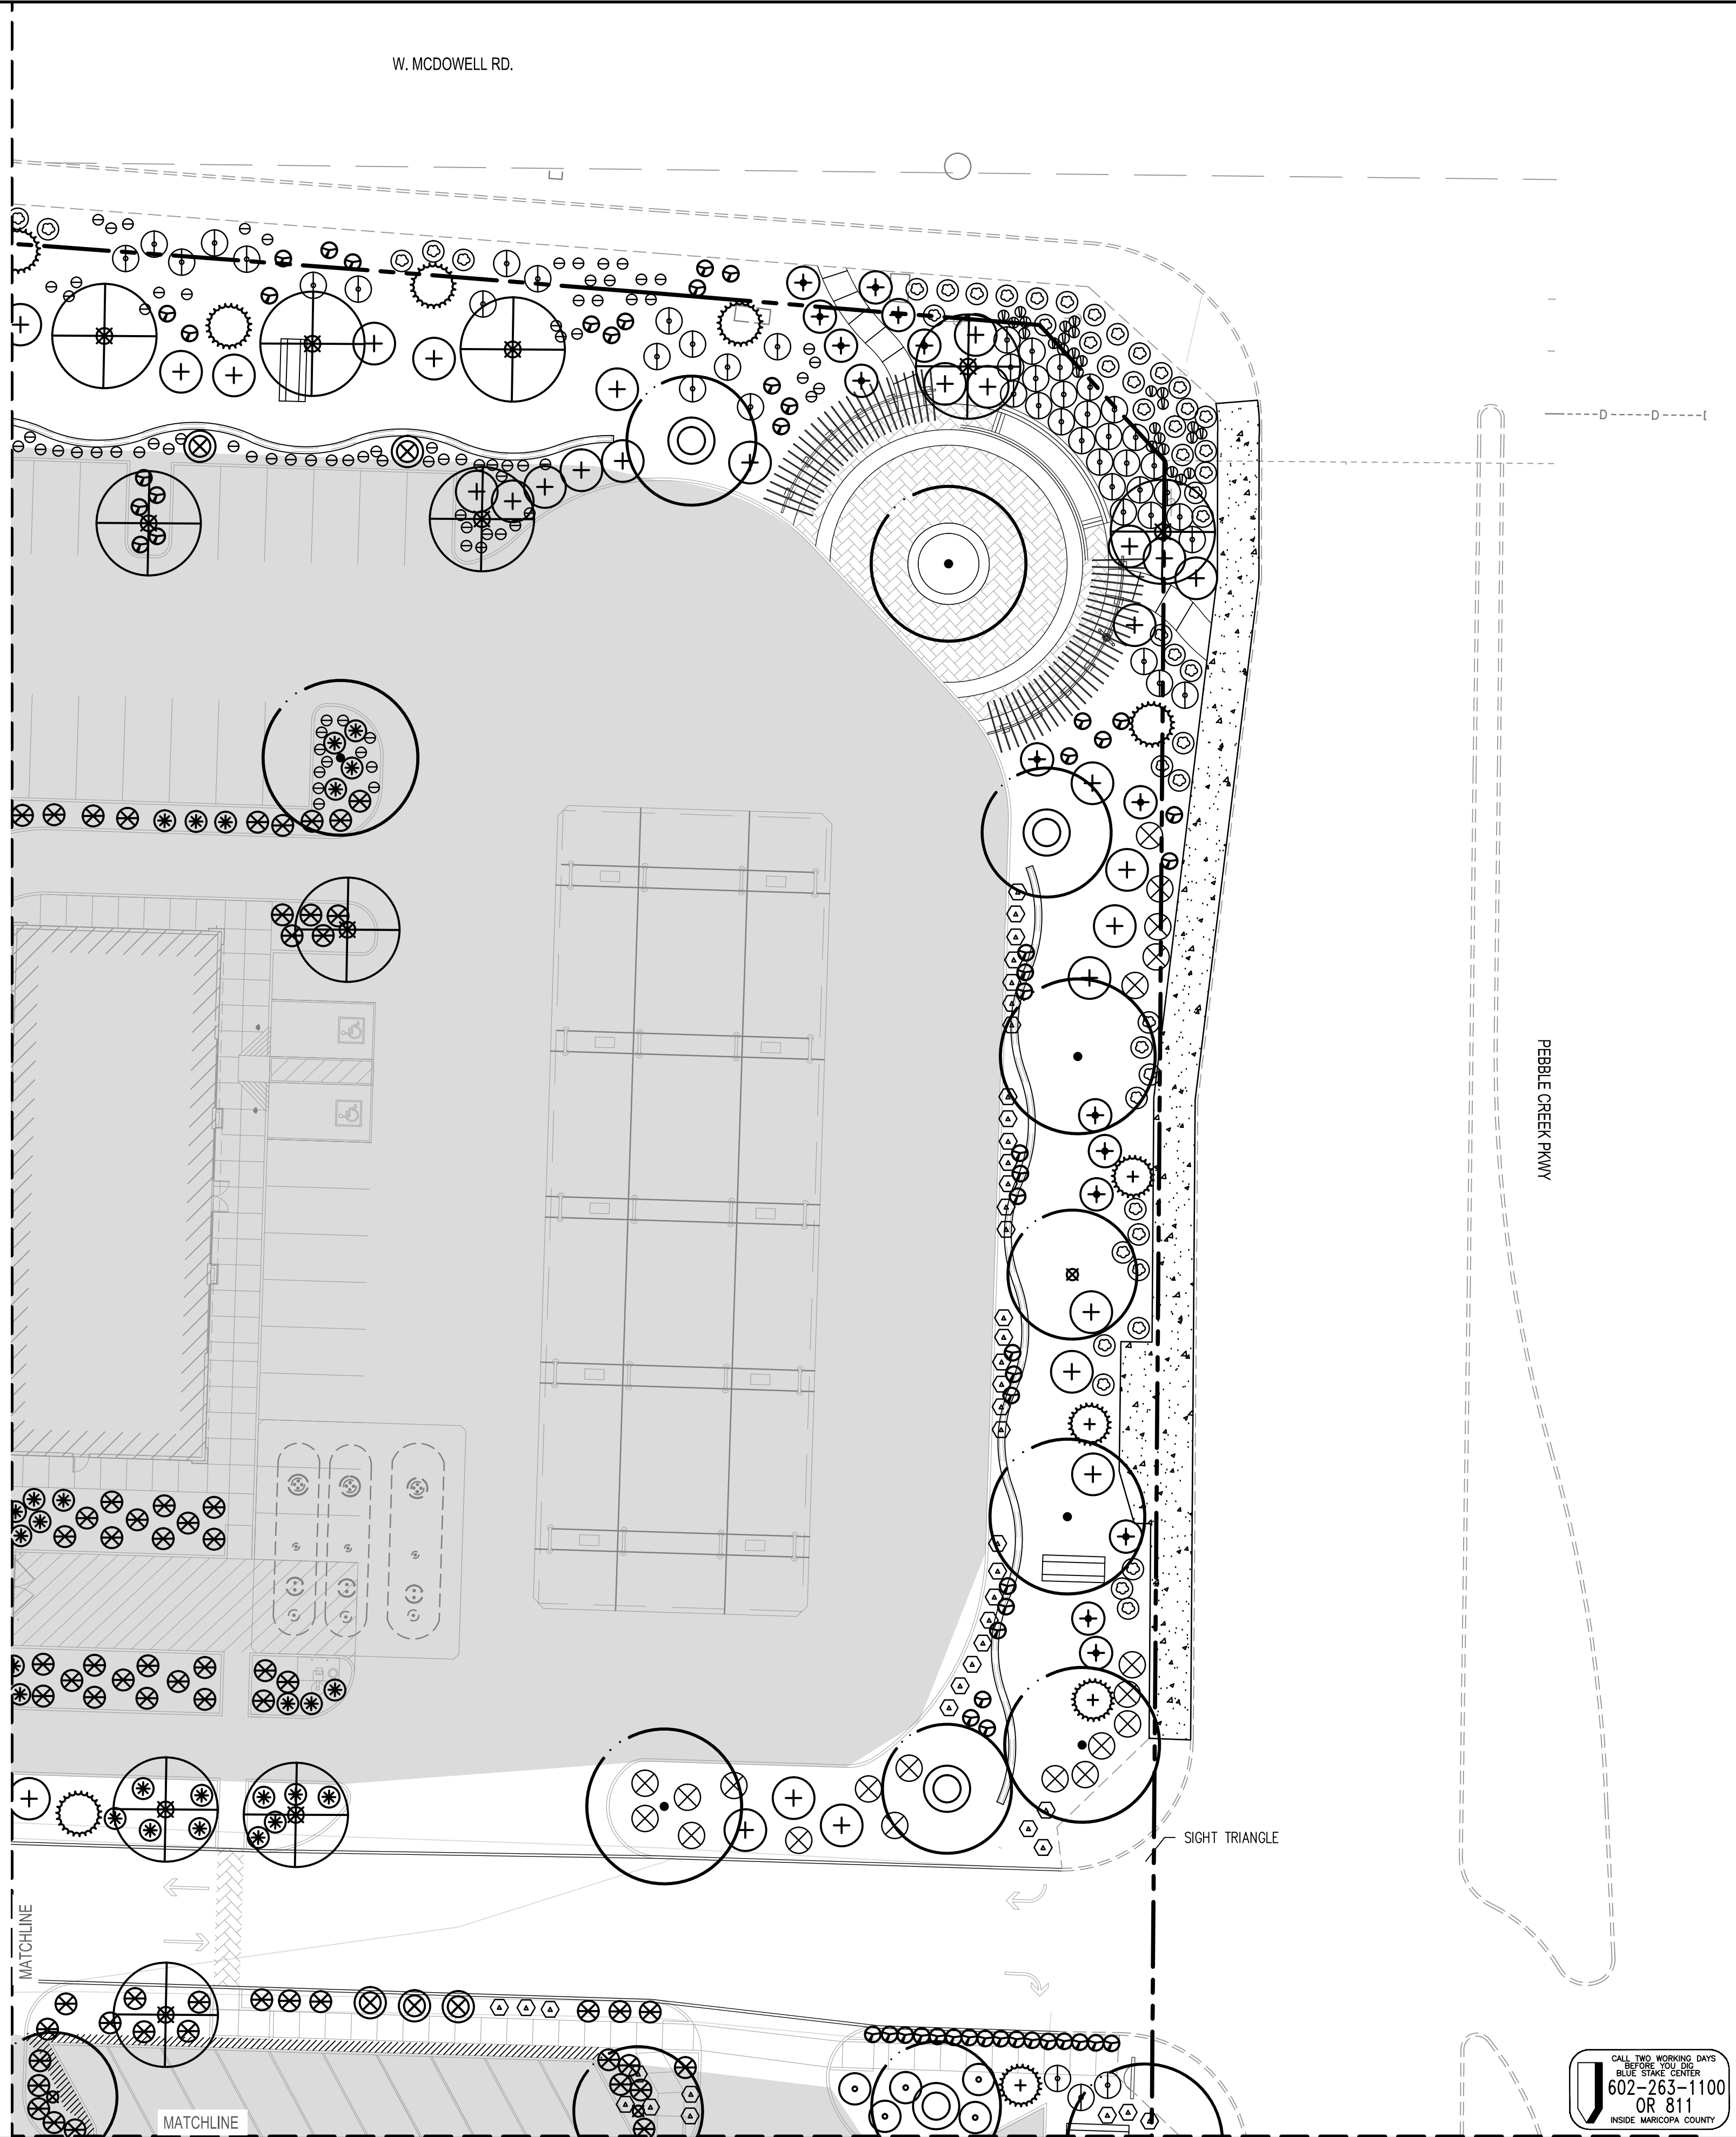 W. MCDOWELL RD.
D D
PEBBLE CREEK PKWY
SIGHT TRIANGLE
MATCHLINE
MATCHLINE
CALL TWO WORKING DAYS
BEFORE YOU DIG
BLUE STAKE CENTER
602-263-1100
OR 811
INSIDE MARICOPA COUNTY